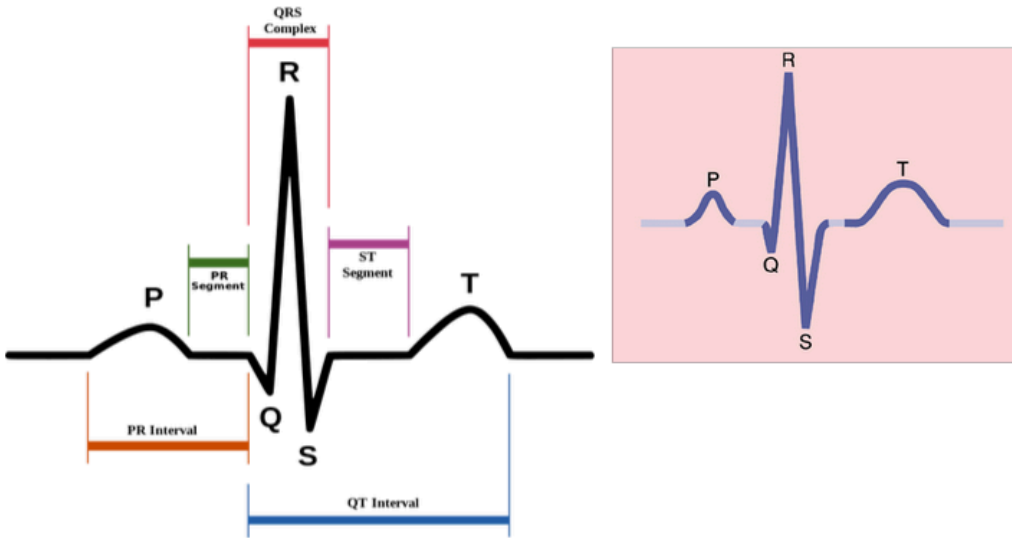 QRS
Complex
R
PR
Segment
ST
Segment
P
T
Q
S
PR Interval
QT Interval
R
P
T
Q
S